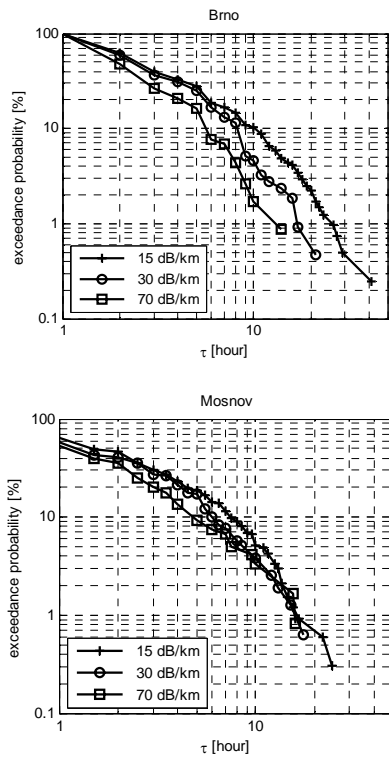 Brno
100
10
1
0.1
exceedance probability [%]
15 dB/km
30 dB/km
70 dB/km
1
10
τ [hour]
Mosnov
100
10
1
0.1
exceedance probability [%]
15 dB/km
30 dB/km
70 dB/km
1
10
τ [hour]